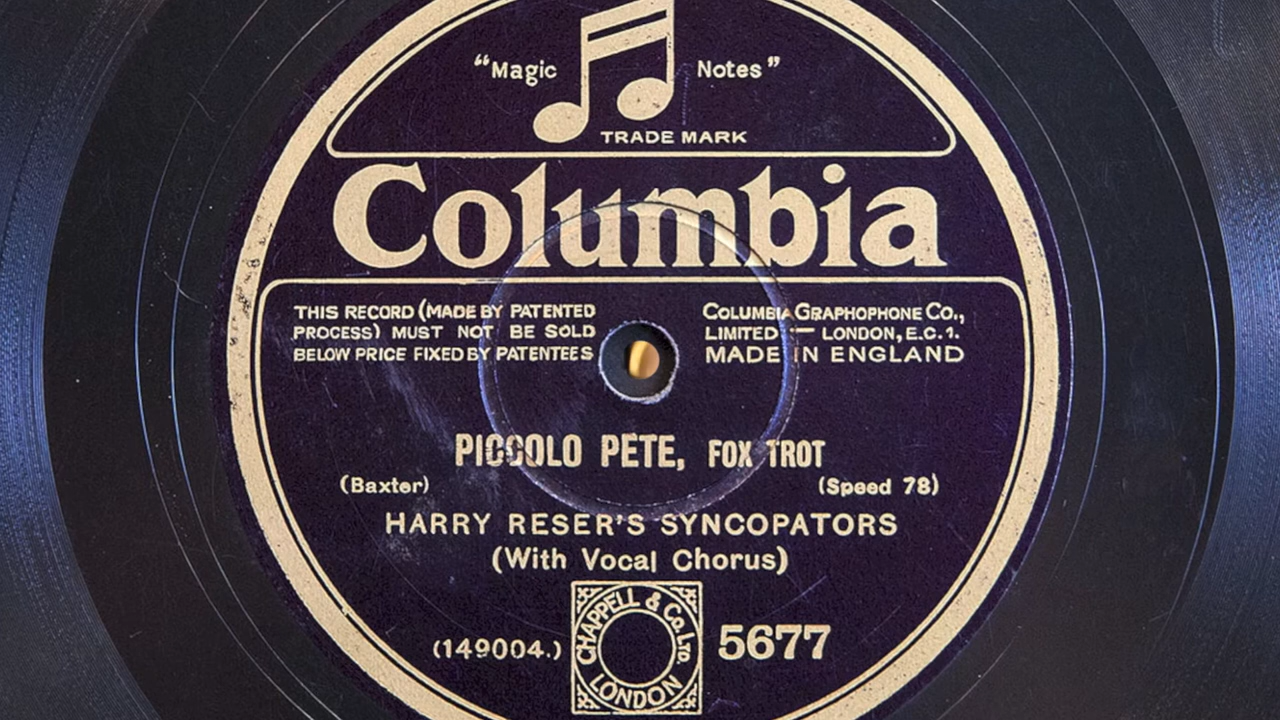 "Magic Notes"
TRADE MARK
Columbia
THIS RECORD (MADE BY PATENTED
PROCESS) MUST NOT BE SOLD
BELOW PRICE FIXED BY PATENTEES
COLUMBIA GRAPHOPHONE CO.,
LIMITED — LONDON, E.C.1.
MADE IN ENGLAND
PICCOLO PETE, FOX TROT
(Baxter) (Speed 78)
HARRY RESER'S SYNCOPATORS
(With Vocal Chorus)
(149004.)
CHAPPELL & Co. LTD.
LONDON
5677